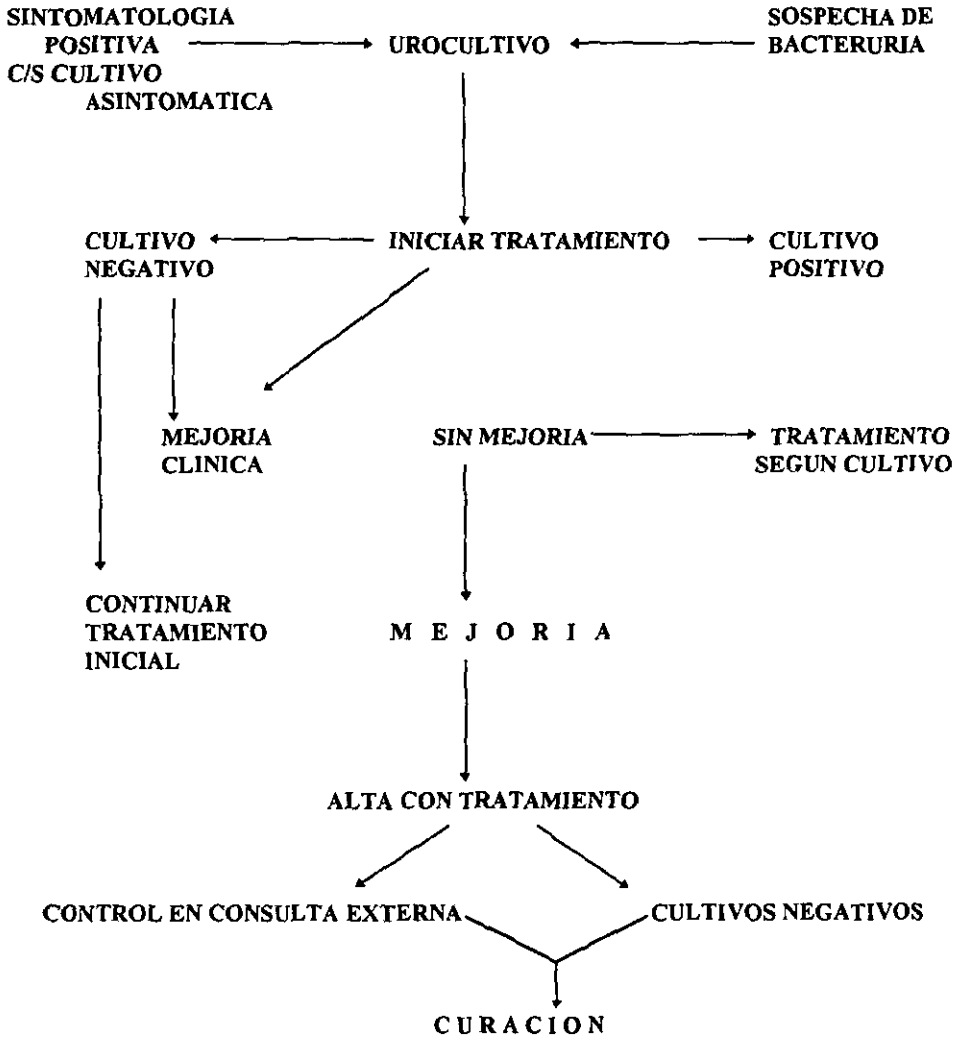 SINTOMATOLOGIA
POSITIVA
C/S CULTIVO
ASINTOMATICA
UROCULTIVO
SOSPECHA DE
BACTERURIA
CULTIVO
NEGATIVO
INICIAR TRATAMIENTO
CULTIVO
POSITIVO
MEJORIA
CLINICA
SIN MEJORIA
TRATAMIENTO
SEGUN CULTIVO
CONTINUAR
TRATAMIENTO
INICIAL
M E J O R I A
ALTA CON TRATAMIENTO
CONTROL EN CONSULTA EXTERNA
CULTIVOS NEGATIVOS
C U R A C I O N